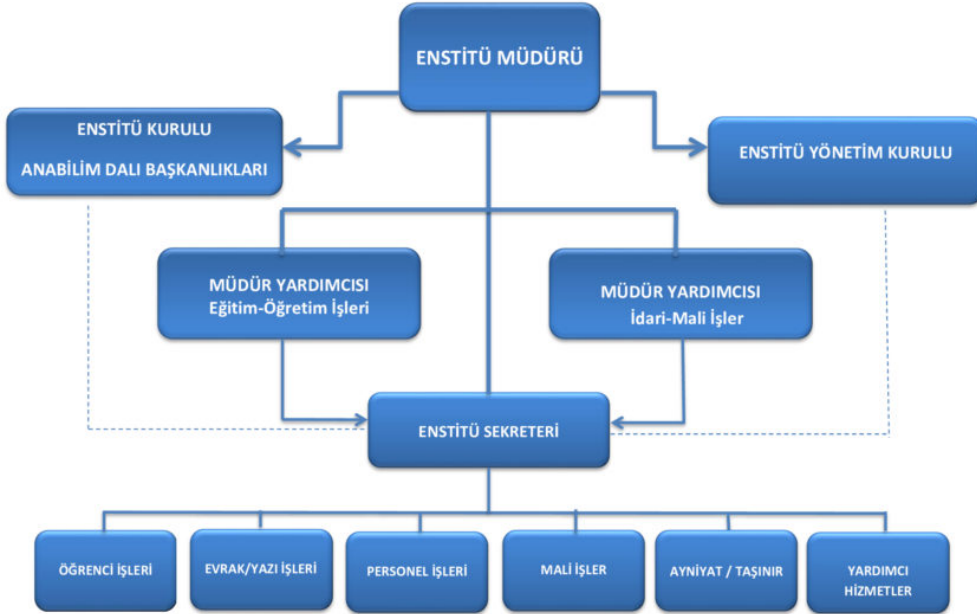 ENSTİTÜ MÜDÜRÜ
ENSTİTÜ KURULU
ANABİLİM DALI BAŞKANLIKLARI
ENSTİTÜ YÖNETİM KURULU
MÜDÜR YARDIMCISI
Eğitim-Öğretim İşleri
MÜDÜR YARDIMCISI
İdari-Mali İşler
ENSTİTÜ SEKRETERİ
ÖĞRENCİ İŞLERİ
EVRAK/YAZI İŞLERİ
PERSONEL İŞLERİ
MALİ İŞLER
AYNİYAT / TAŞINIR
YARDIMCI
HİZMETLER